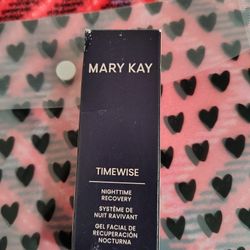 MARY KAY
TIMEWISE
NIGHTTIME
RECOVERY
SYSTÈME DE
NUIT RAVIVANT
GEL FACIAL DE
RECUPERACIÓN
NOCTURNA